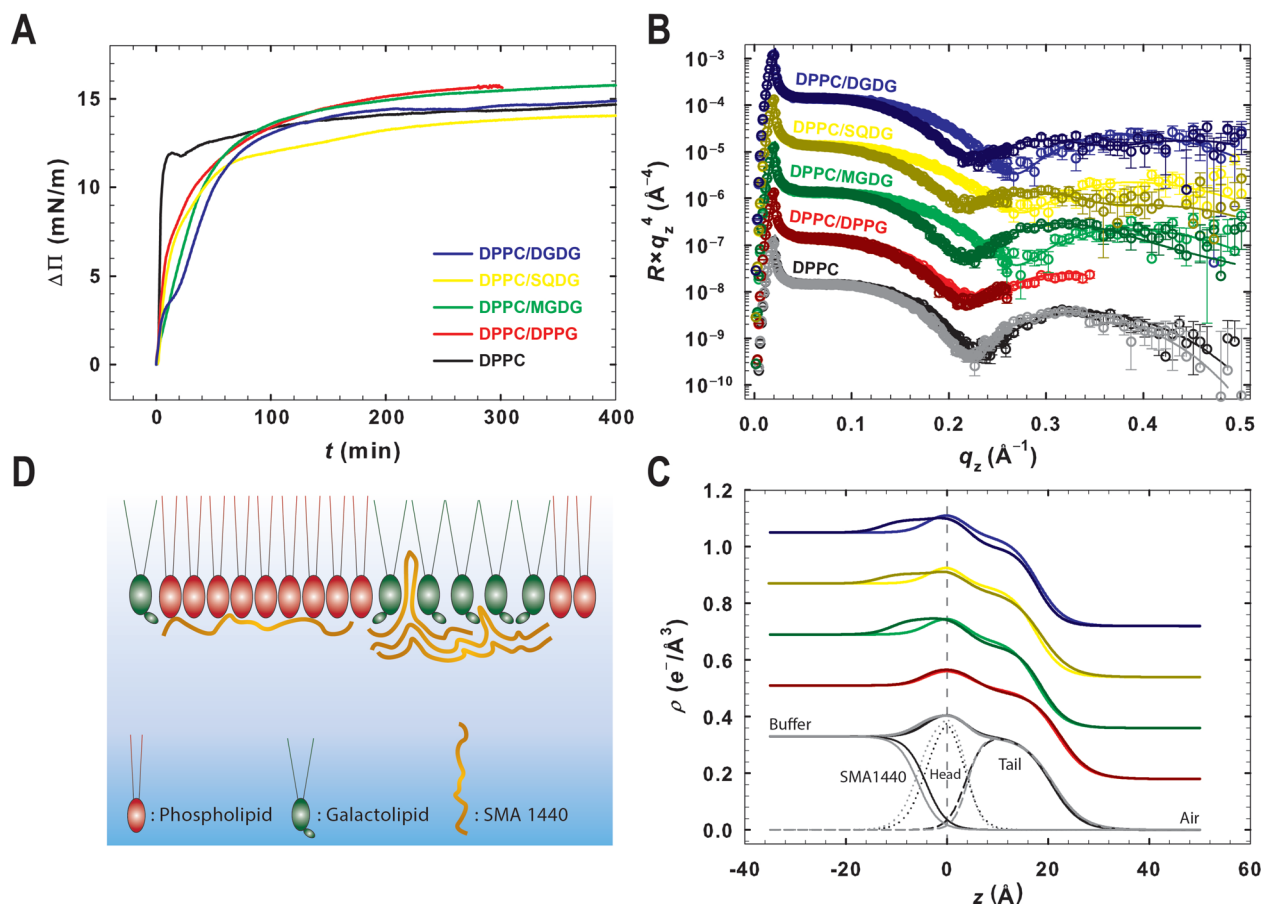 A
ΔΠ (mN/m)
15
10
5
0
DPPC/DGDG
DPPC/SQDG
DPPC/MGDG
DPPC/DPPG
DPPC
0
100
200
300
400
t (min)
B
R×q_z^4 (Å^−4)
10^−3
10^−4
10^−5
10^−6
10^−7
10^−8
10^−9
10^−10
DPPC/DGDG
DPPC/SQDG
DPPC/MGDG
DPPC/DPPG
DPPC
0.0
0.1
0.2
0.3
0.4
0.5
q_z (Å^−1)
D
: Phospholipid
: Galactolipid
: SMA 1440
C
ρ (e^−/Å^3)
1.2
1.0
0.8
0.6
0.4
0.2
0.0
Buffer
SMA1440
Head
Tail
Air
-40
-20
0
20
40
60
z (Å)